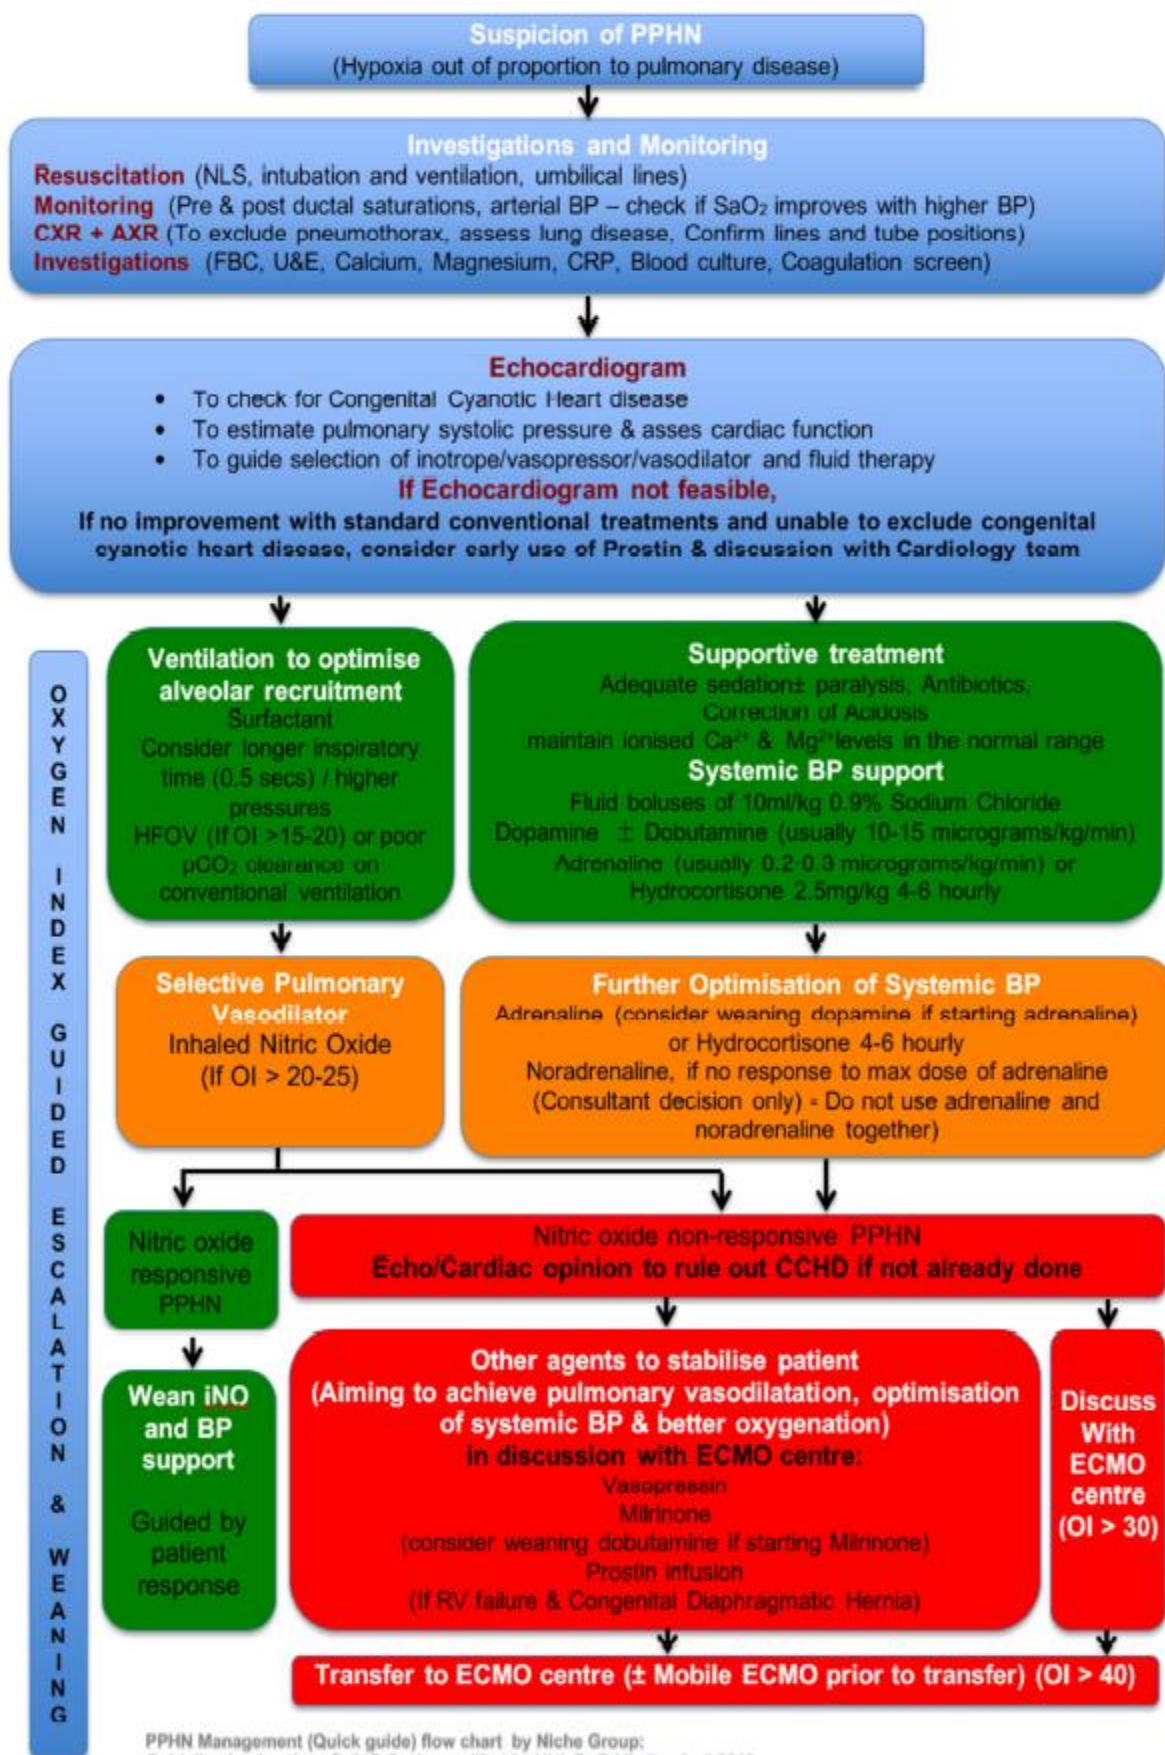 Suspicion of PPHN
(Hypoxia out of proportion to pulmonary disease)
Investigations and Monitoring
Resuscitation (NLS, intubation and ventilation, umbilical lines)
Monitoring (Pre & post ductal saturations, arterial BP – check if SaO₂ improves with higher BP)
CXR + AXR (To exclude pneumothorax, assess lung disease, Confirm lines and tube positions)
Investigations (FBC, U&E, Calcium, Magnesium, CRP, Blood culture, Coagulation screen)
Echocardiogram
• To check for Congenital Cyanotic Heart disease
• To estimate pulmonary systolic pressure & asses cardiac function
• To guide selection of inotrope/vasopressor/vasodilator and fluid therapy
If Echocardiogram not feasible,
If no improvement with standard conventional treatments and unable to exclude congenital
cyanotic heart disease, consider early use of Prostin & discussion with Cardiology team
OXYGEN INDEX GUIDED ESCALATION & WEANING
Ventilation to optimise
alveolar recruitment
Surfactant
Consider longer inspiratory
time (0.5 secs) / higher
pressures
HFOV (If OI >15-20) or poor
pCO₂ clearance on
conventional ventilation
Supportive treatment
Adequate sedation± paralysis, Antibiotics,
Correction of Acidosis
maintain ionised Ca²⁺ & Mg²⁺levels in the normal range
Systemic BP support
Fluid boluses of 10ml/kg 0.9% Sodium Chloride
Dopamine ± Dobutamine (usually 10-15 micrograms/kg/min)
Adrenaline (usually 0.2-0.3 micrograms/kg/min) or
Hydrocortisone 2.5mg/kg 4-6 hourly
Selective Pulmonary
Vasodilator
Inhaled Nitric Oxide
(If OI > 20-25)
Further Optimisation of Systemic BP
Adrenaline (consider weaning dopamine if starting adrenaline)
or Hydrocortisone 4-6 hourly
Noradrenaline, if no response to max dose of adrenaline
(Consultant decision only) - Do not use adrenaline and
noradrenaline together)
Nitric oxide
responsive
PPHN
Nitric oxide non-responsive PPHN
Echo/Cardiac opinion to rule out CCHD if not already done
Wean iNO
and BP
support
Guided by
patient
response
Other agents to stabilise patient
(Aiming to achieve pulmonary vasodilatation, optimisation
of systemic BP & better oxygenation)
in discussion with ECMO centre:
Vasopressin
Milrinone
(consider weaning dobutamine if starting Milrinone)
Prostin infusion
(If RV failure & Congenital Diaphragmatic Hernia)
Discuss
With
ECMO
centre
(OI > 30)
Transfer to ECMO centre (± Mobile ECMO prior to transfer) (OI > 40)
PPHN Management (Quick guide) flow chart by Niche Group: